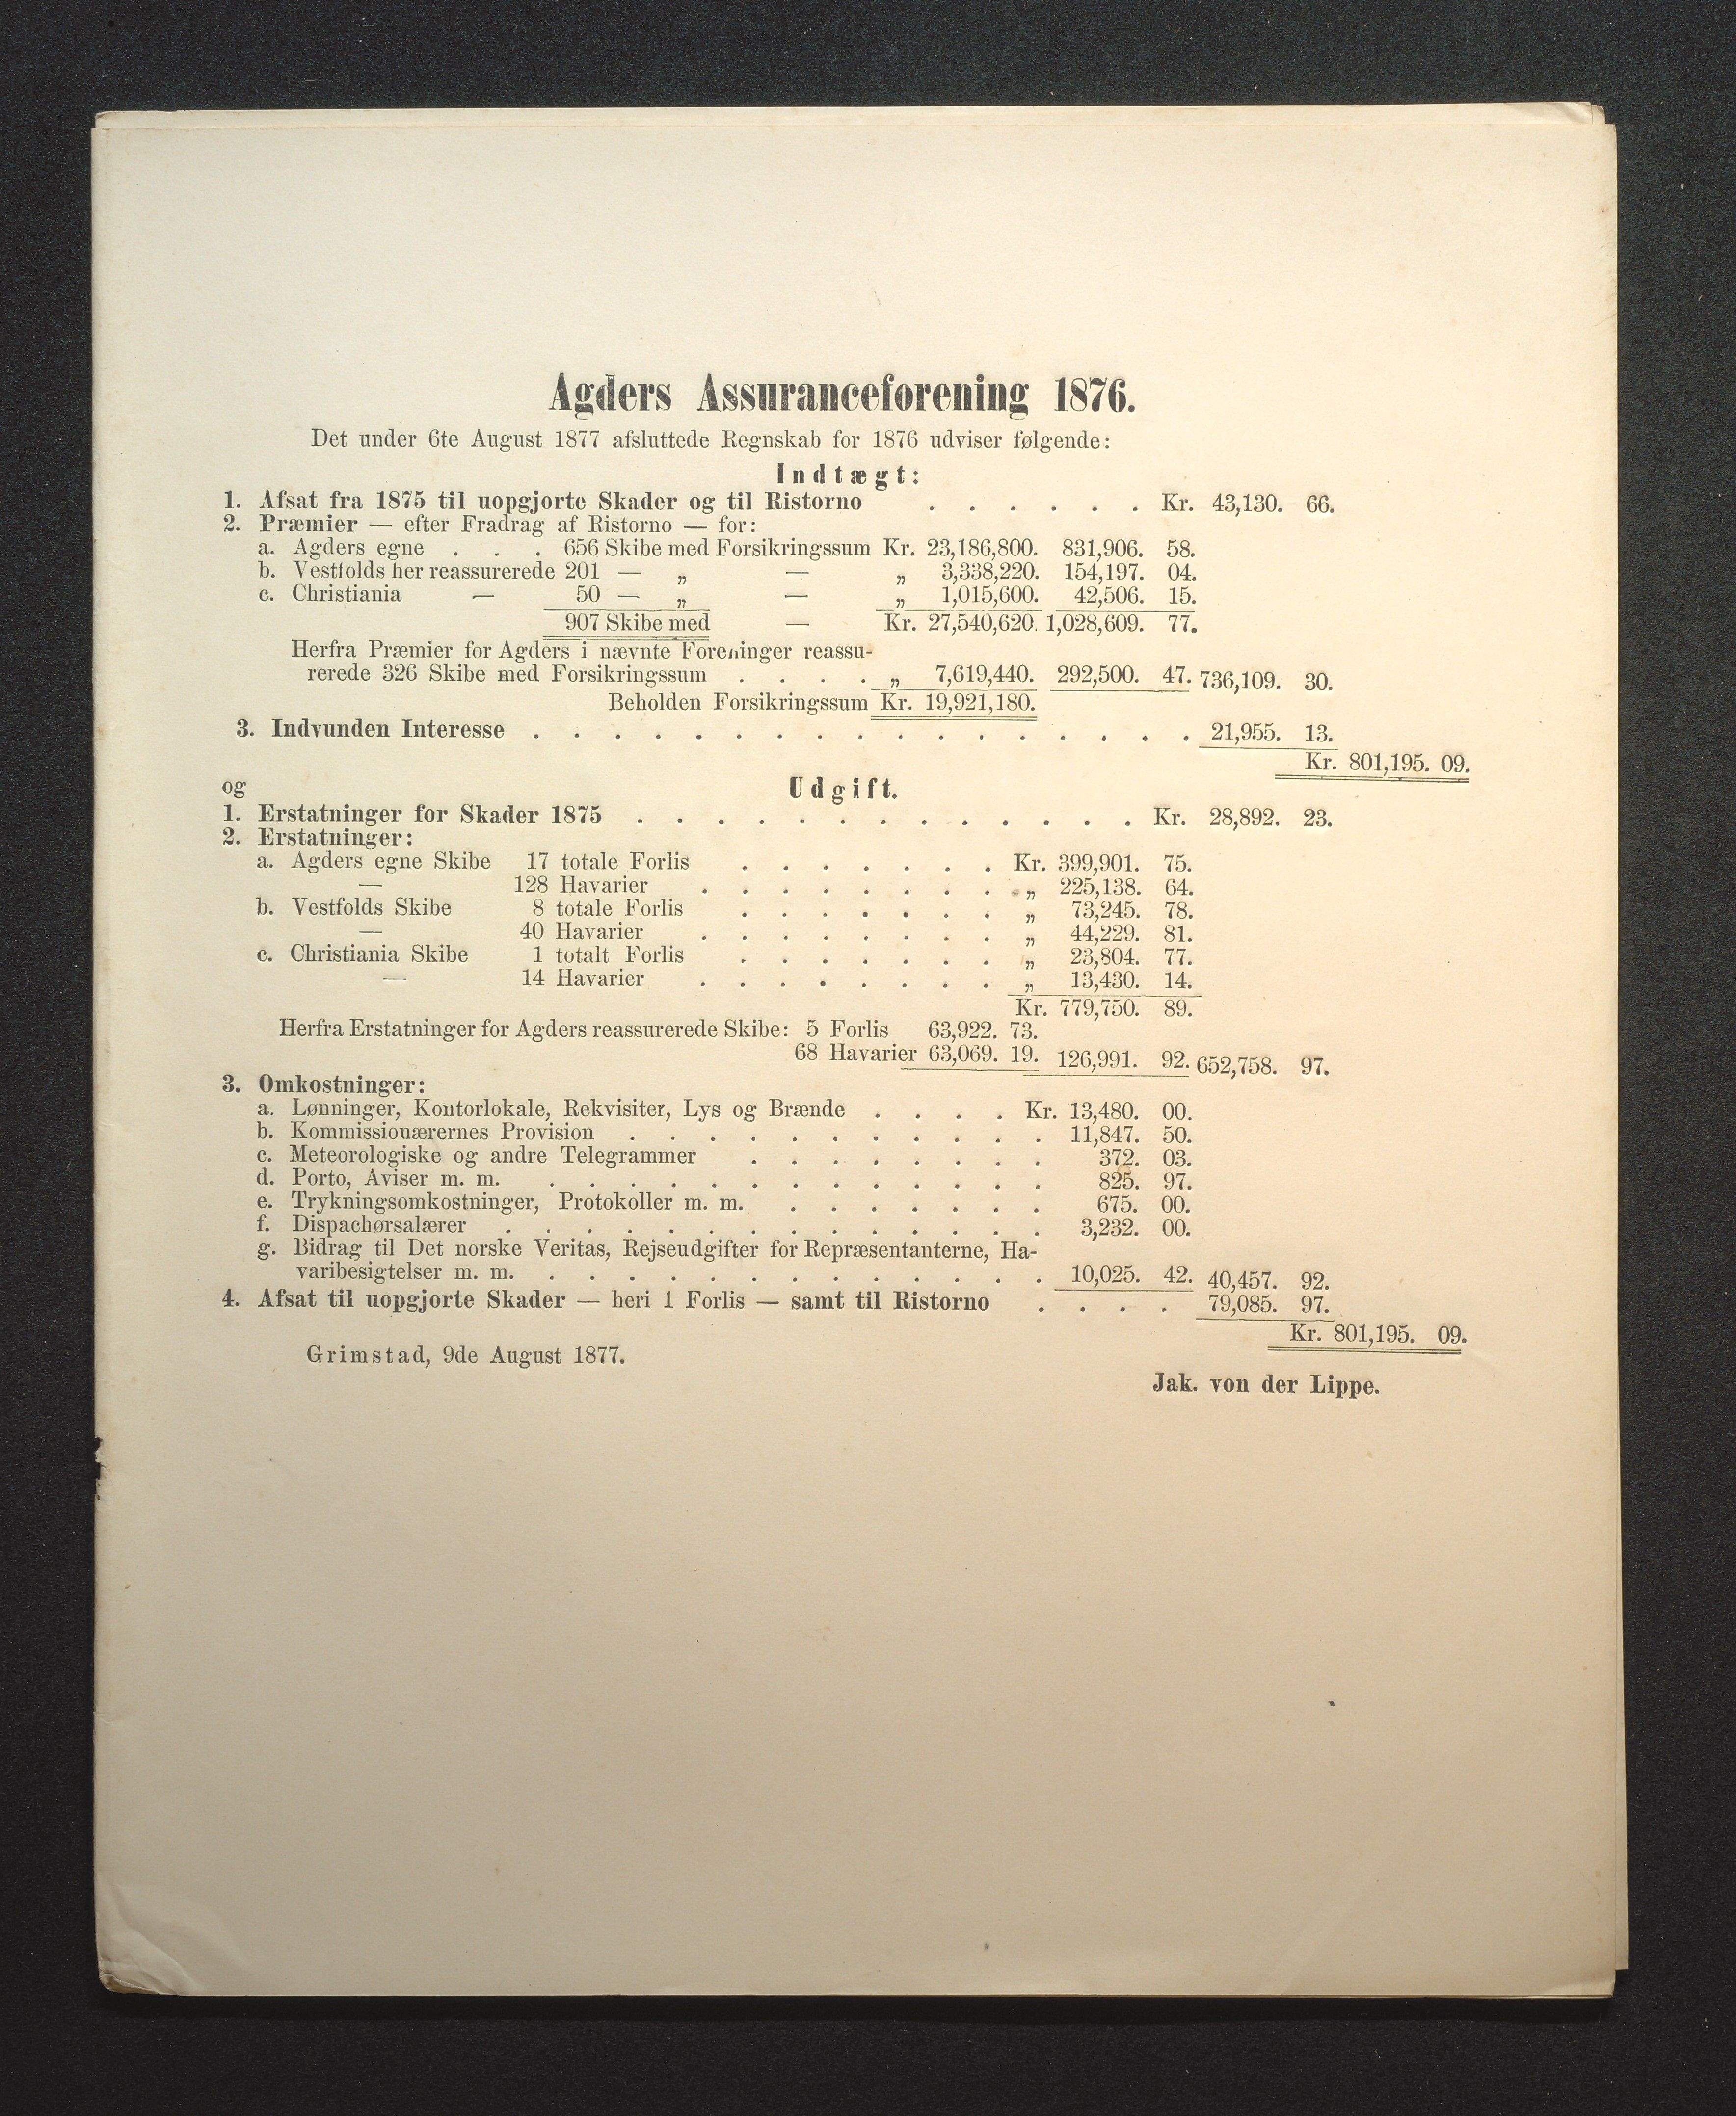 Agders Assuranceforening 1876.
Det under 6te August 1877 afsluttede Regnskab for 1876 udviser følgende:
Indtægt:
1. Afsat fra 1875 til uopgjorte Skader og til Ristorno . . . . . . Kr. 43,130. 66.
2. Præmier — efter Fradrag af Ristorno — for:
a. Agders egne . . . 656 Skibe med Forsikringssum Kr. 23,186,800. 831,906. 58.
b. Vestfolds her reassurerede 201 — „ — „ 3,338,220. 154,197. 04.
c. Christiania — 50 — „ — „ 1,015,600. 42,506. 15.
907 Skibe med — Kr. 27,540,620. 1,028,609. 77.
Herfra Præmier for Agders i nævnte Foreninger reassu-
rerede 326 Skibe med Forsikringssum . . . . „ 7,619,440. 292,500. 47. 736,109. 30.
Beholden Forsikringssum Kr. 19,921,180.
3. Indvunden Interesse . . . . . . . . . . . . . . . . . 21,955. 13.
Kr. 801,195. 09.
og Udgift.
1. Erstatninger for Skader 1875 . . . . . . . . . . . . . Kr. 28,892. 23.
2. Erstatninger:
a. Agders egne Skibe 17 totale Forlis . . . . . . . Kr. 399,901. 75.
— 128 Havarier . . . . . . . . „ 225,138. 64.
b. Vestfolds Skibe 8 totale Forlis . . . . . . . „ 73,245. 78.
— 40 Havarier . . . . . . . . „ 44,229. 81.
c. Christiania Skibe 1 totalt Forlis . . . . . . . „ 23,804. 77.
— 14 Havarier . . . . . . . . „ 13,430. 14.
Kr. 779,750. 89.
Herfra Erstatninger for Agders reassurerede Skibe: 5 Forlis 63,922. 73.
68 Havarier 63,069. 19. 126,991. 92. 652,758. 97.
3. Omkostninger:
a. Lønninger, Kontorlokale, Rekvisiter, Lys og Brænde . . . . Kr. 13,480. 00.
b. Kommissionærernes Provision . . . . . . . . . . . 11,847. 50.
c. Meteorologiske og andre Telegrammer . . . . . . . . 372. 03.
d. Porto, Aviser m. m. . . . . . . . . . . . . . 825. 97.
e. Trykningsomkostninger, Protokoller m. m. . . . . . . . 675. 00.
f. Dispachørsalærer . . . . . . . . . . . . . . 3,232. 00.
g. Bidrag til Det norske Veritas, Rejseudgifter for Repræsentanterne, Ha-
varibesigtelser m. m. . . . . . . . . . . . . . 10,025. 42. 40,457. 92.
4. Afsat til uopgjorte Skader — heri 1 Forlis — samt til Ristorno . . . . 79,085. 97.
Kr. 801,195. 09.
Grimstad, 9de August 1877.
Jak. von der Lippe.